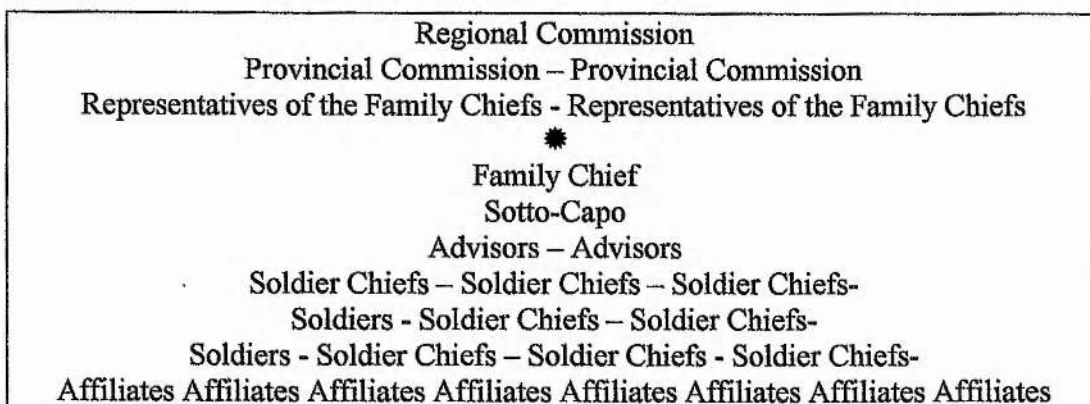 Regional Commission
Provincial Commission – Provincial Commission
Representatives of the Family Chiefs - Representatives of the Family Chiefs
Family Chief
Sotto-Capo
Advisors – Advisors
Soldier Chiefs – Soldier Chiefs – Soldier Chiefs-
Soldiers - Soldier Chiefs – Soldier Chiefs-
Soldiers - Soldier Chiefs – Soldier Chiefs - Soldier Chiefs-
Affiliates Affiliates Affiliates Affiliates Affiliates Affiliates Affiliates Affiliates